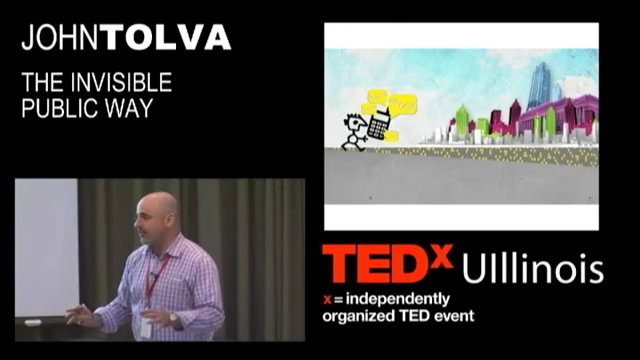 JOHNTOLVA
THE INVISIBLE
PUBLIC WAY
TEDx UIllinois
x = independently
organized TED event